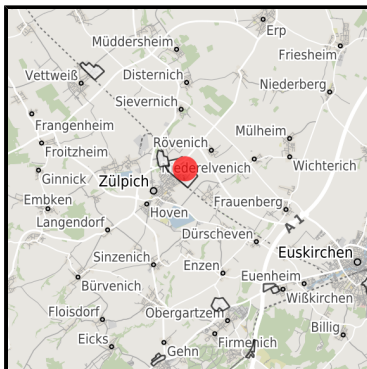 Erp
Müddersheim
Friesheim
Vettweiß
Disternich
Niederberg
Sievernich
Frangenheim
Mülheim
Froitzheim
Rövenich
Wichterich
Ginnick
Zülpich
Embken
Hoven
Frauenberg
Langendorf
A 1
Dürscheven
Euskirchen
Sinzenich
Enzen
Euenheim
Bürvenich
Wißkirchen
Floisdorf
Obergartzem
Billig
Eicks
Firmenich
Gehn